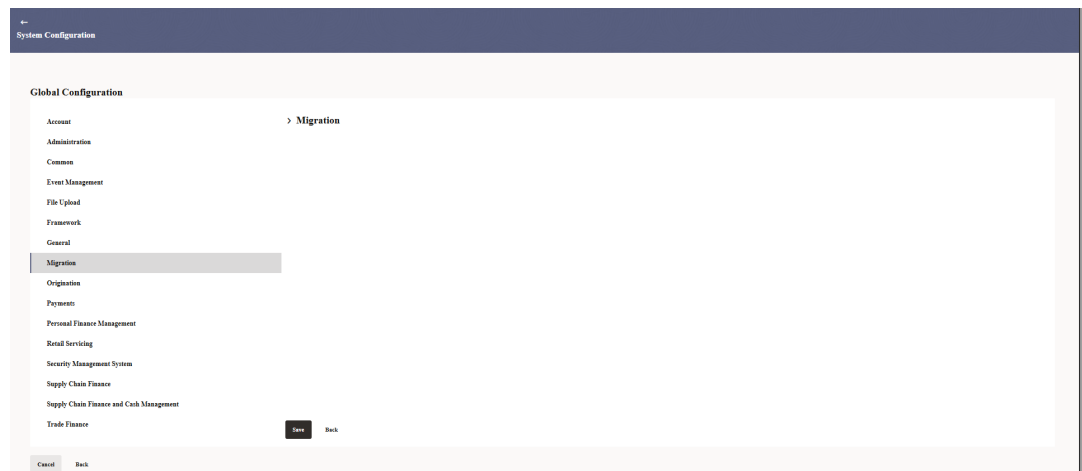 ←
System Configuration
Global Configuration
Account
Administration
Common
Event Management
File Upload
Framework
General
Migration
Origination
Payments
Personal Finance Management
Retail Servicing
Security Management System
Supply Chain Finance
Supply Chain Finance and Cash Management
Trade Finance
> Migration
Save Back
Cancel Back